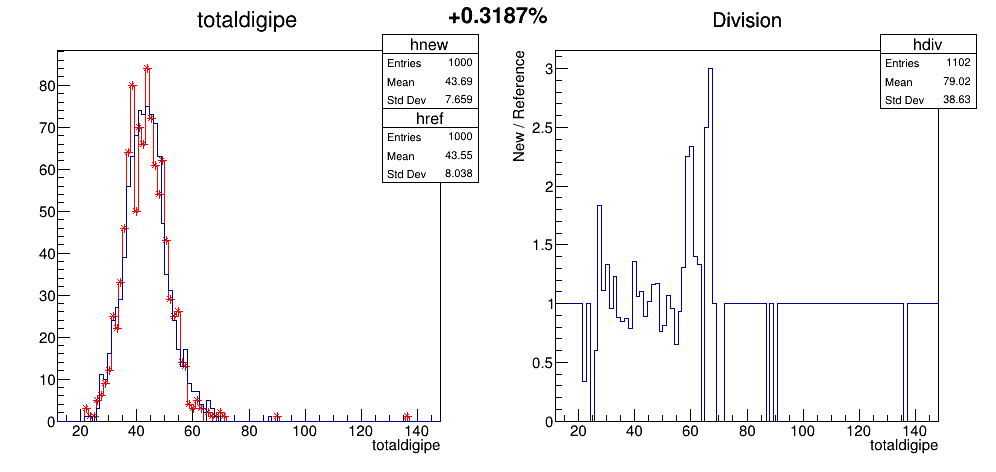 totaldigipe
+0.3187%
Division
hnew
Entries 1000
Mean 43.69
Std Dev 7.659
href
Entries 1000
Mean 43.55
Std Dev 8.038
80
70
60
50
40
30
20
10
0
20 40 60 80 100 120 140
totaldigipe
hdiv
Entries 1102
Mean 79.02
Std Dev 38.63
New / Reference
3
2.5
2
1.5
1
0.5
0
20 40 60 80 100 120 140
totaldigipe